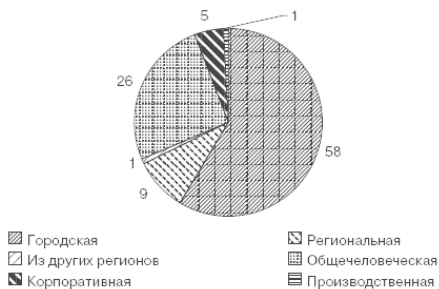 5
1
26
58
1
9
Городская
Региональная
Из других регионов
Общечеловеческая
Корпоративная
Производственная